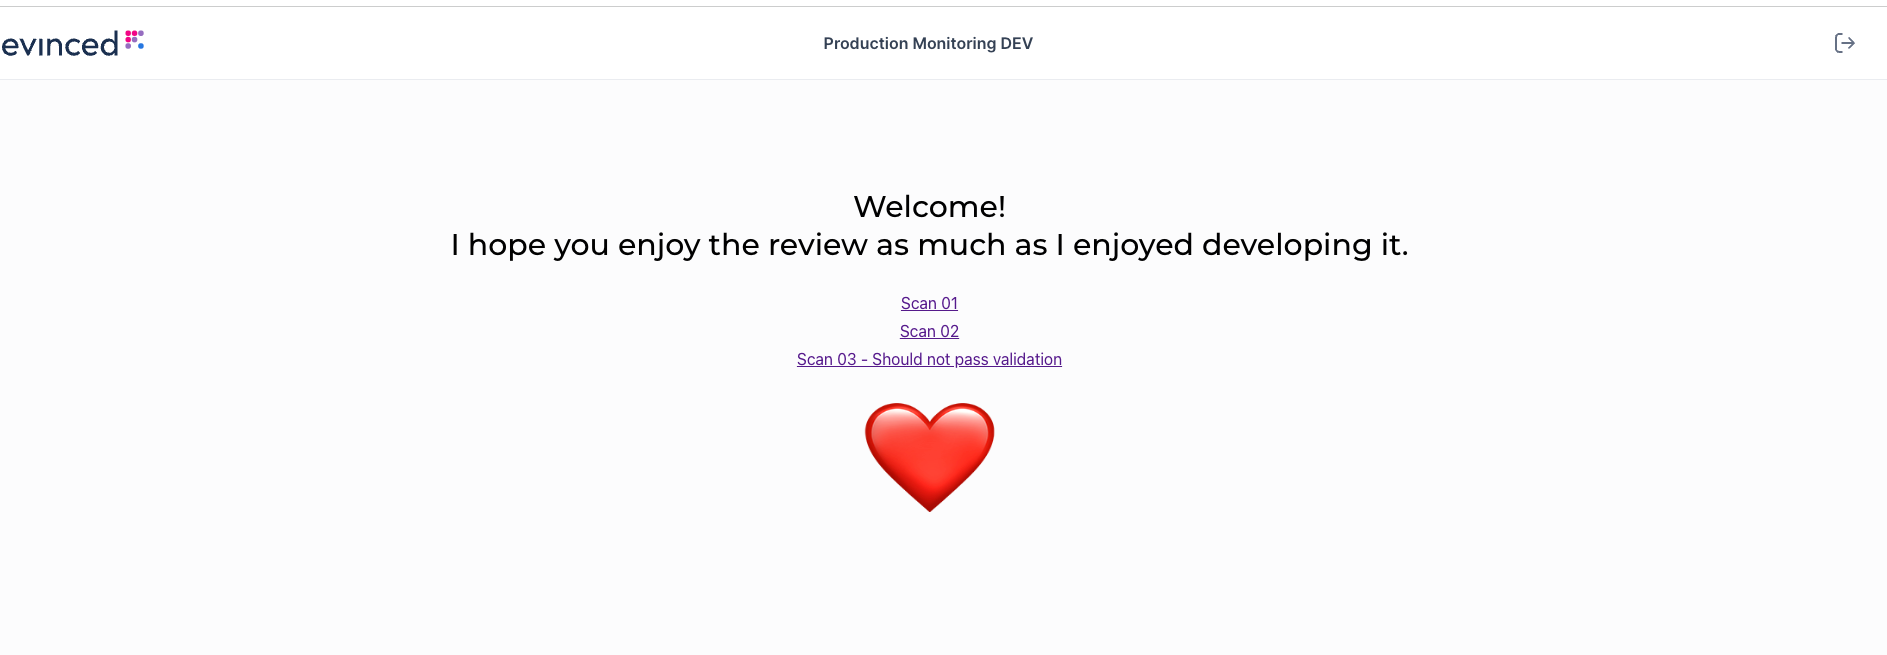 evinced
Production Monitoring DEV
Welcome!
I hope you enjoy the review as much as I enjoyed developing it.
Scan 01
Scan 02
Scan 03 - Should not pass validation